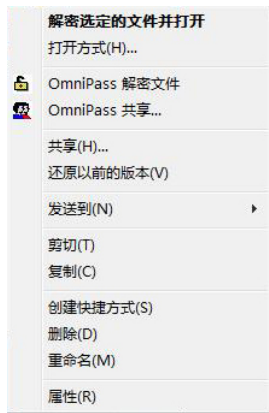 解密选定的文件并打开
打开方式(H)...
OmniPass 解密文件
OmniPass 共享...
共享(H)...
还原以前的版本(V)
发送到(N)
剪切(T)
复制(C)
创建快捷方式(S)
删除(D)
重命名(M)
属性(R)